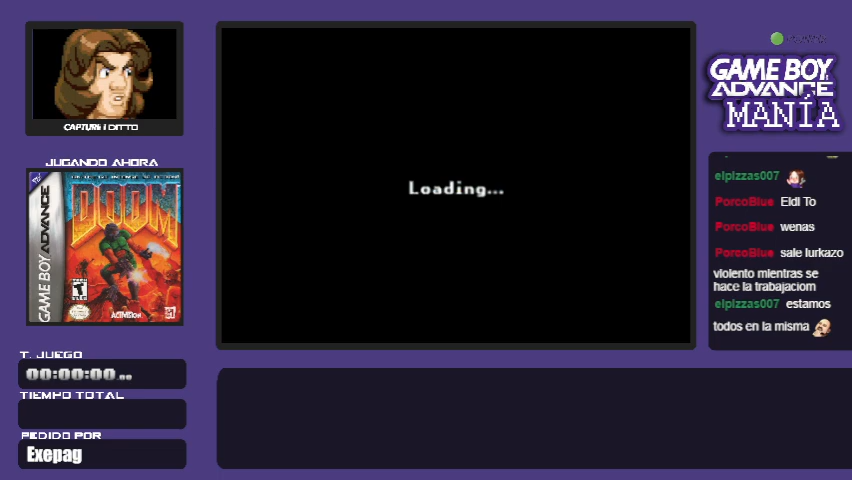 CAPTURE I DITTO
JUGANDO AHORA
GAME BOY ADVANCE
DOOM
ACTIVISION
T. JUEGO
00:00:00
TIEMPO TOTAL
PEDIDO POR
Exepag
Loading...
GAME BOY
ADVANCE
MANÍA
elpizzas007
PorcoBlue Eldi To
PorcoBlue wenas
PorcoBlue sale lurkazo
violento mientras se
hace la trabajaciom
elpizzas007 estamos
todos en la misma